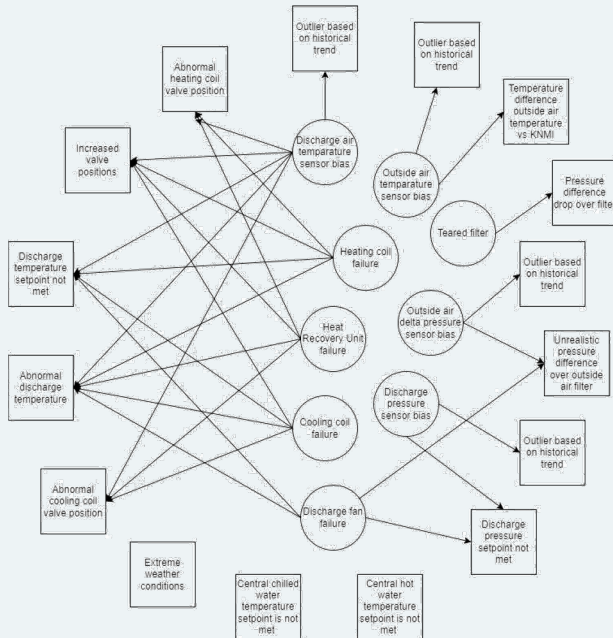 Outlier based
on historical
trend
Outlier based
on historical
trend
Abnormal
heating coil
valve position
Temperature
difference outside
air temperature
vs KNMI
Increased
valve
positions
Discharge air
temparature
sensor bias
Outside air
temparature
sensor bias
Pressure
difference
drop over filter
Teared filter
Discharge
temperature
setpoint not
met
Heating coil
failure
Outlier based
on historical
trend
Outside air
delta pressure
sensor bias
Heat
Recovery Unit
failure
Unrealistic
pressure
difference
over outside
air filter
Abnormal
discharge
temperature
Discharge
pressure
sensor bias
Cooling coil
failure
Outlier based
on historical
trend
Abnormal
cooling coil
valve position
Discharge fan
failure
Discharge
pressure
setpoint not
met
Extreme
weather
conditions
Central chilled
water
temperature
setpoint is not
met
Central hot
water
temperature
setpoint is not
met